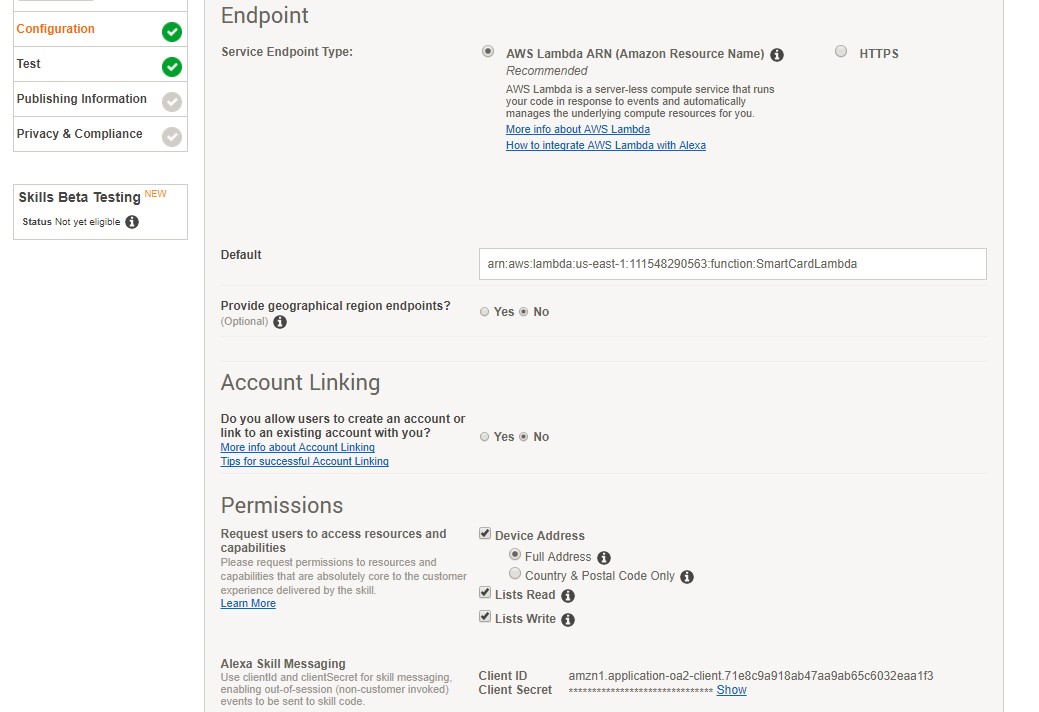 Configuration
Test
Publishing Information
Privacy & Compliance
Skills Beta Testing NEW
Status Not yet eligible
Endpoint
Service Endpoint Type:
AWS Lambda ARN (Amazon Resource Name)
HTTPS
Recommended
AWS Lambda is a server-less compute service that runs
your code in response to events and automatically
manages the underlying compute resources for you.
More info about AWS Lambda
How to integrate AWS Lambda with Alexa
Default
arn:aws:lambda:us-east-1:111548290563:function:SmartCardLambda
Provide geographical region endpoints?
(Optional)
Yes No
Account Linking
Do you allow users to create an account or
link to an existing account with you?
Yes No
More info about Account Linking
Tips for successful Account Linking
Permissions
Request users to access resources and
capabilities
Please request permissions to resources and
capabilities that are absolutely core to the customer
experience delivered by the skill.
Learn More
Device Address
Full Address
Country & Postal Code Only
Lists Read
Lists Write
Alexa Skill Messaging
Use clientId and clientSecret for skill messaging,
enabling out-of-session (non-customer invoked)
events to be sent to skill code.
Client ID amzn1.application-oa2-client.71e8c9a918ab47aa9ab65c6032eaa1f3
Client Secret ******************************** Show